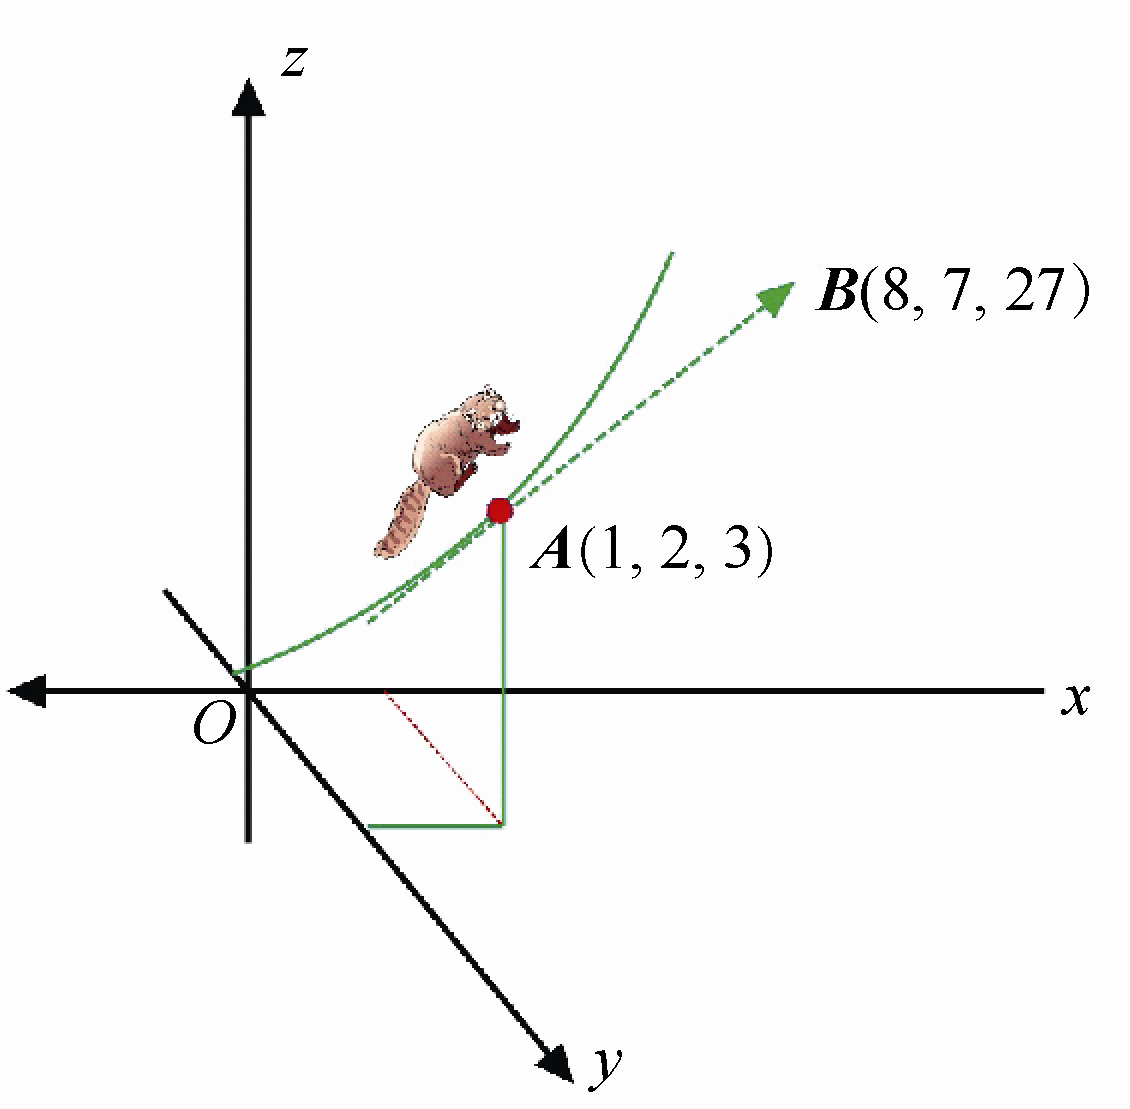 z
B(8, 7, 27)
A(1, 2, 3)
x
O
y